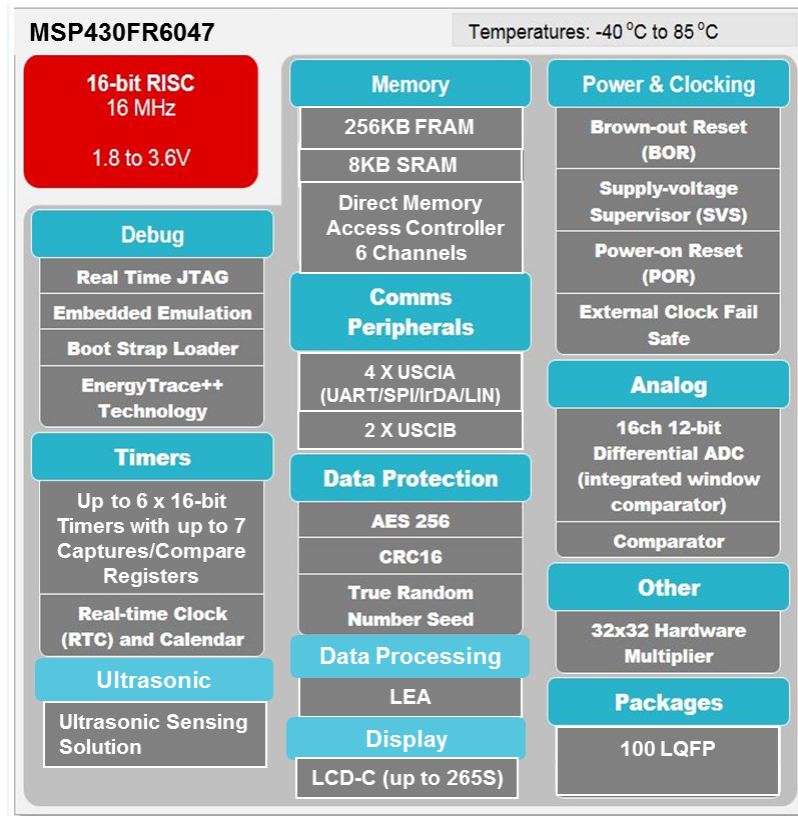 MSP430FR6047
Temperatures: -40 °C to 85 °C
16-bit RISC
16 MHz
1.8 to 3.6V
Debug
Real Time JTAG
Embedded Emulation
Boot Strap Loader
EnergyTrace++
Technology
Timers
Up to 6 x 16-bit
Timers with up to 7
Captures/Compare
Registers
Real-time Clock
(RTC) and Calendar
Ultrasonic
Ultrasonic Sensing
Solution
Memory
256KB FRAM
8KB SRAM
Direct Memory
Access Controller
6 Channels
Comms
Peripherals
4 X USCIA
(UART/SPI/IrDA/LIN)
2 X USCIB
Data Protection
AES 256
CRC16
True Random
Number Seed
Data Processing
LEA
Display
LCD-C (up to 265S)
Power & Clocking
Brown-out Reset
(BOR)
Supply-voltage
Supervisor (SVS)
Power-on Reset
(POR)
External Clock Fail
Safe
Analog
16ch 12-bit
Differential ADC
(integrated window
comparator)
Comparator
Other
32x32 Hardware
Multiplier
Packages
100 LQFP